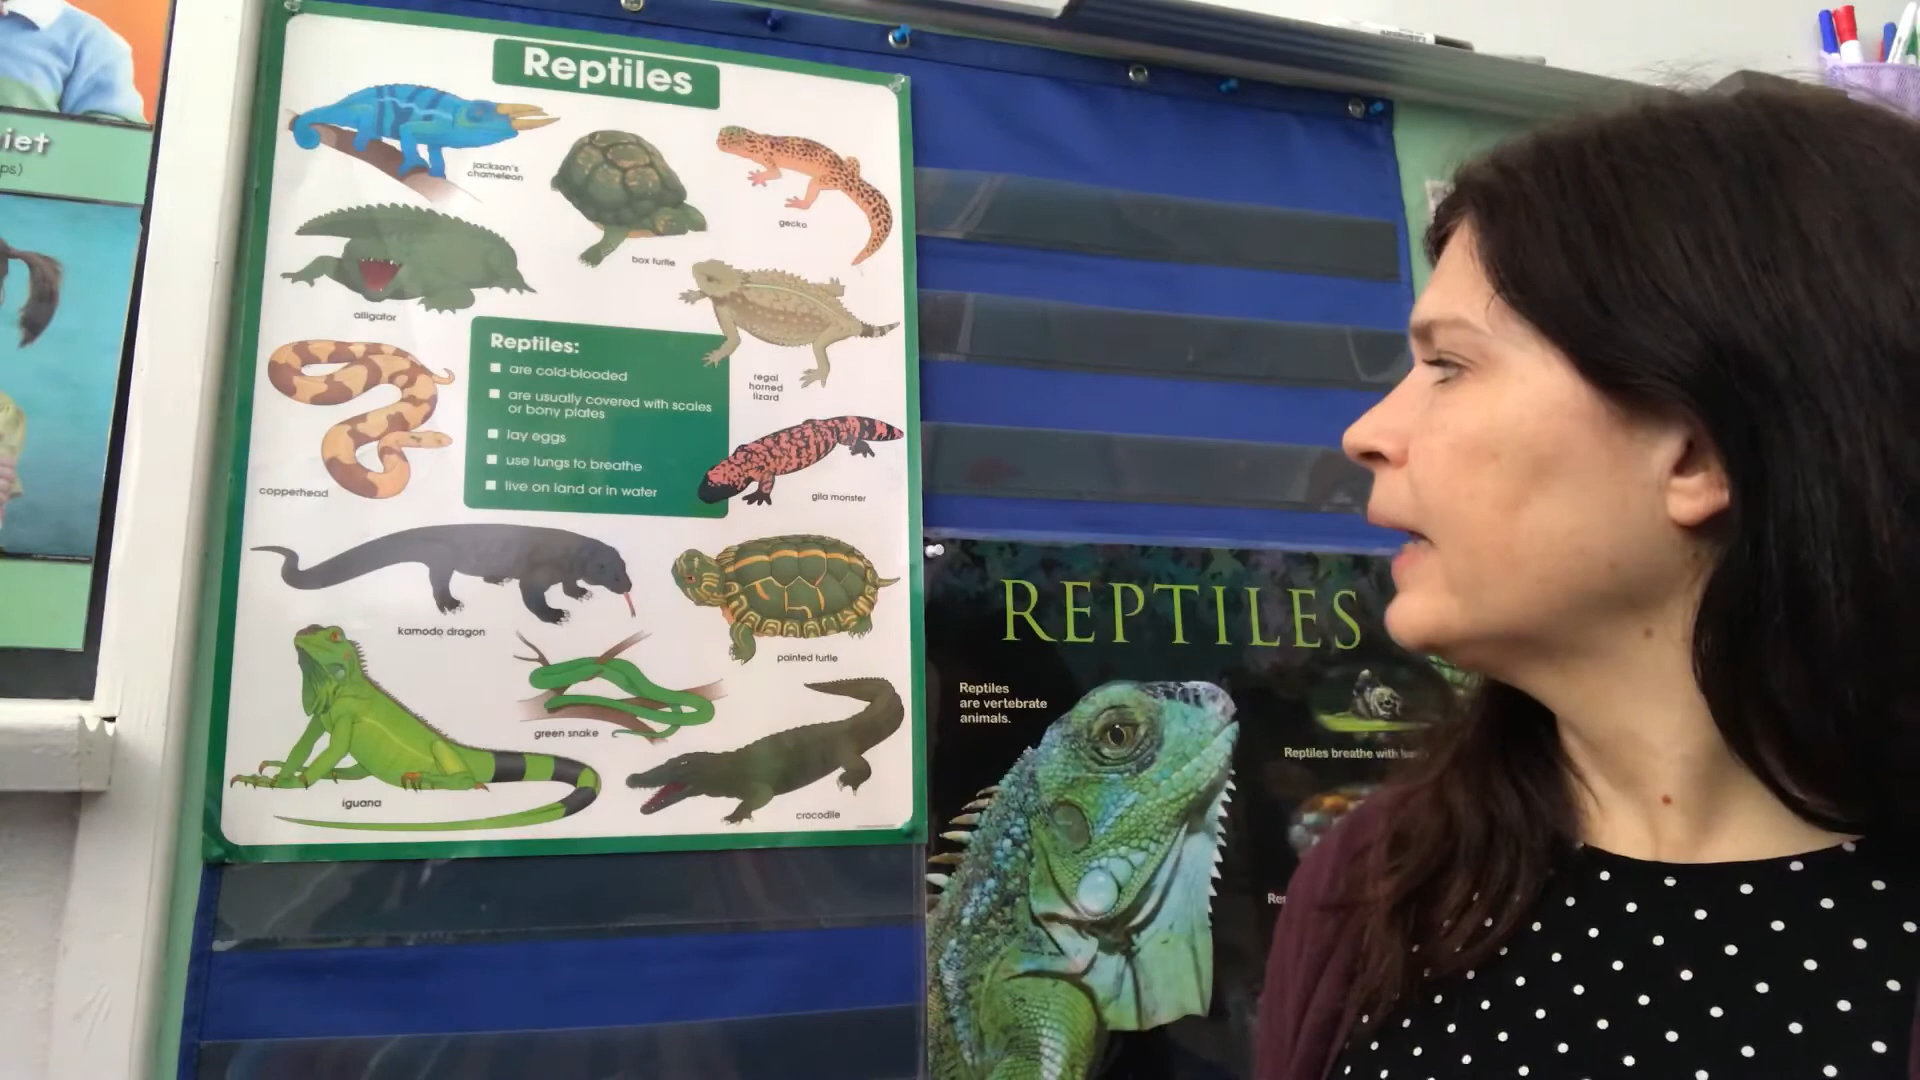 iet
ps)
Reptiles
jackson's
chameleon
gecko
box turtle
alligator
regal
horned
lizard
Reptiles:
are cold-blooded
are usually covered with scales
or bony plates
lay eggs
use lungs to breathe
live on land or in water
copperhead
gila monster
komodo dragon
painted turtle
green snake
iguana
crocodile
REPTILES
Reptiles
are vertebrate
animals.
Reptiles breathe with